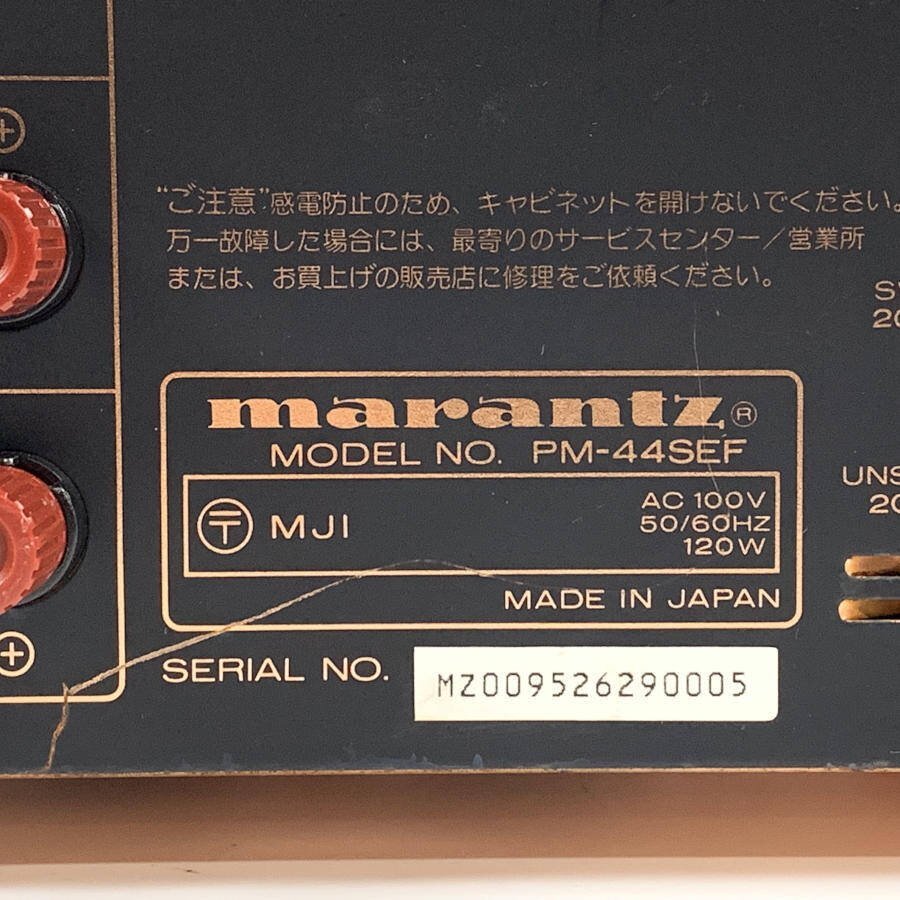 “ご注意”感電防止のため、キャビネットを開けないでください。
万一故障した場合には、最寄りのサービスセンター／営業所
または、お買上げの販売店に修理をご依頼ください。
marantz®
MODEL NO. PM-44SEF
MJI
AC 100V
50/60HZ
120W
MADE IN JAPAN
SERIAL NO.
MZ009526290005